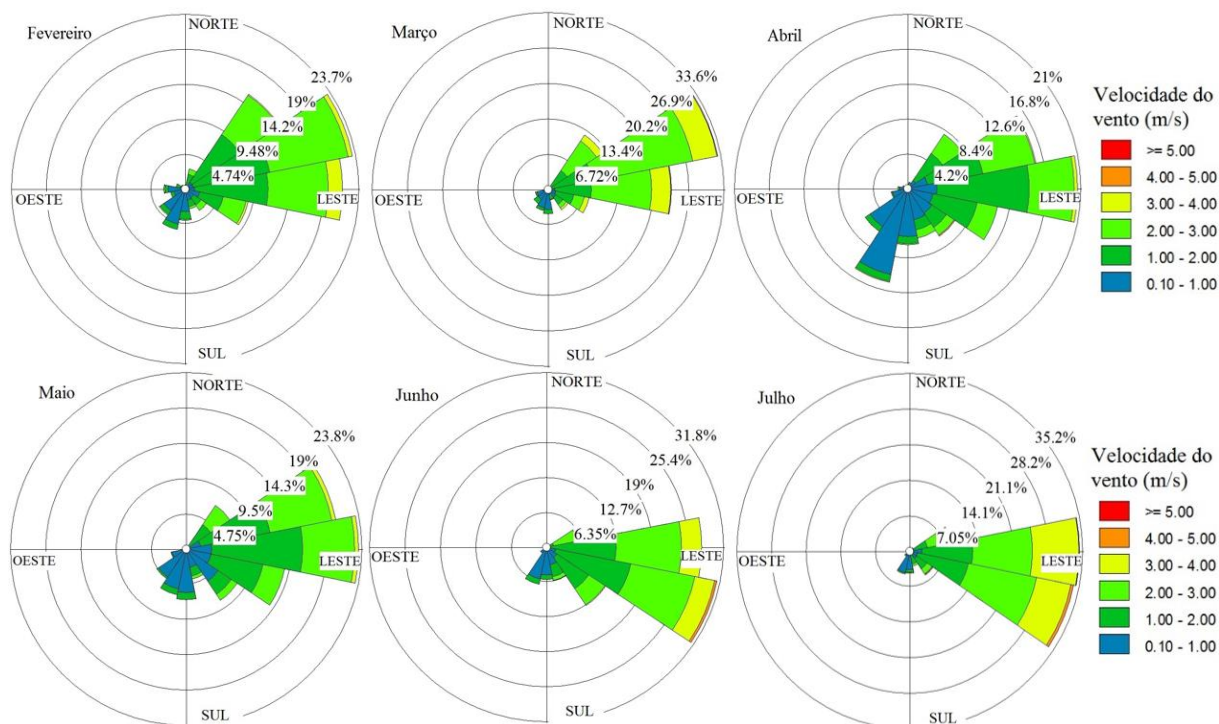 NORTE
Fevereiro
23.7%
19%
14.2%
9.48%
4.74%
OESTE
LESTE
SUL
NORTE
Março
33.6%
26.9%
20.2%
13.4%
6.72%
OESTE
LESTE
SUL
NORTE
Abril
21%
16.8%
12.6%
8.4%
4.2%
OESTE
LESTE
SUL
Velocidade do
vento (m/s)
>= 5.00
4.00 - 5.00
3.00 - 4.00
2.00 - 3.00
1.00 - 2.00
0.10 - 1.00
NORTE
Maio
23.8%
19%
14.3%
9.5%
4.75%
OESTE
LESTE
SUL
NORTE
Junho
31.8%
25.4%
19%
12.7%
6.35%
OESTE
LESTE
SUL
NORTE
Julho
35.2%
28.2%
21.1%
14.1%
7.05%
OESTE
LESTE
SUL
Velocidade do
vento (m/s)
>= 5.00
4.00 - 5.00
3.00 - 4.00
2.00 - 3.00
1.00 - 2.00
0.10 - 1.00